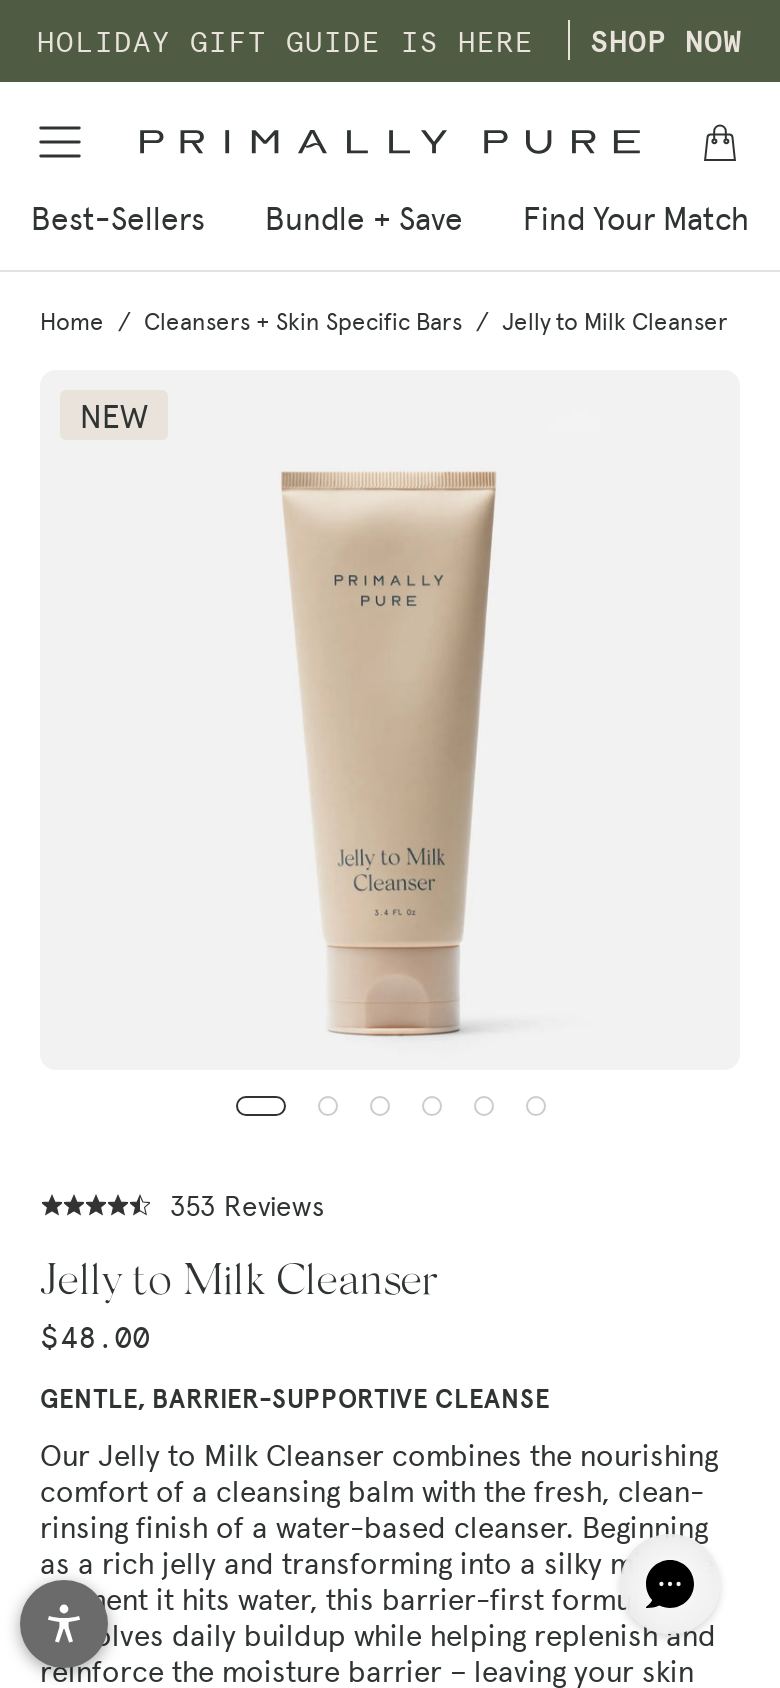 HOLIDAY GIFT GUIDE IS HERE | SHOP NOW
PRIMALLY PURE
Best-Sellers Bundle + Save Find Your Match
Home / Cleansers + Skin Specific Bars / Jelly to Milk Cleanser
NEW
PRIMALLY
PURE
Jelly to Milk
Cleanser
3.4 FL Oz
353 Reviews
Jelly to Milk Cleanser
$48.00
GENTLE, BARRIER-SUPPORTIVE CLEANSE
Our Jelly to Milk Cleanser combines the nourishing
comfort of a cleansing balm with the fresh, clean-
rinsing finish of a water-based cleanser. Beginning
as a rich jelly and transforming into a silky
it hits water, this barrier-first
daily buildup while helping replenish and
reinforce the moisture barrier – leaving your skin